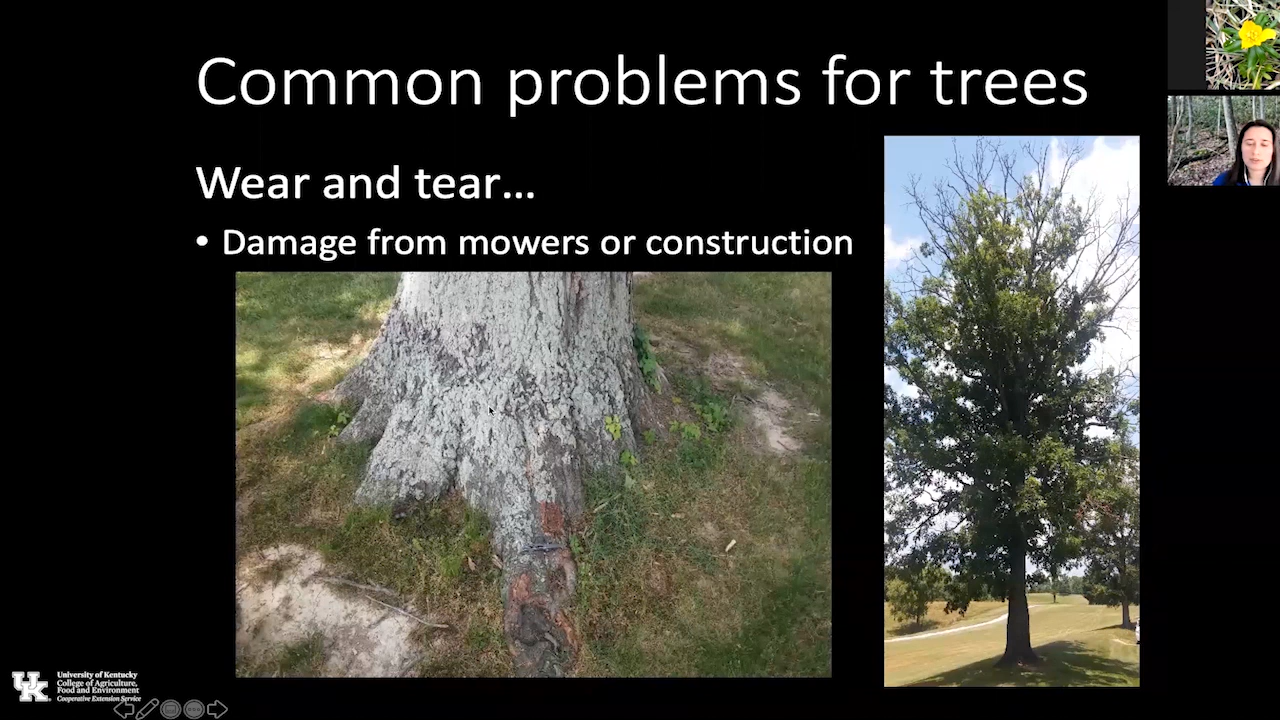 Common problems for trees
Wear and tear...
• Damage from mowers or construction
UK
University of Kentucky
College of Agriculture,
Food and Environment
Cooperative Extension Service